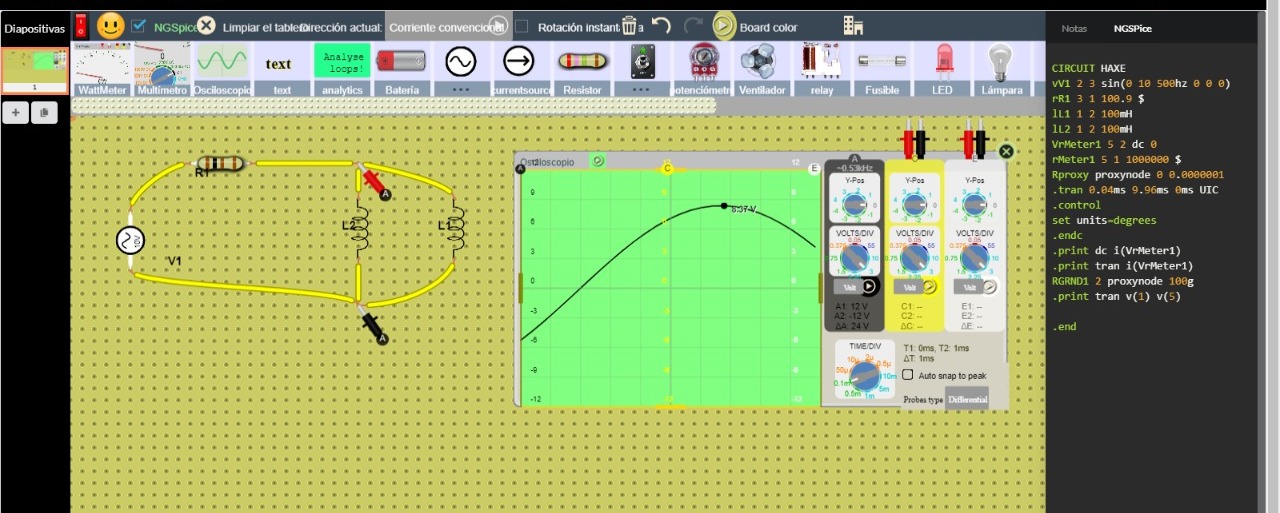 Diapositivas
1
NGSpice
Limpiar el tablero
Dirección actual:
Corriente convencional
Rotación instant
Board color
WattMeter
Multímetro
Osciloscopio
text
text
Analyse
loops!
analytics
Batería
...
currentsource
Resistor
...
Ventilador
relay
Fusible
LED
Lámpara
R1
V1
10V
L2
L1
A
A
Osciloscopio
A
C
E
12
9
6
3
0
-3
-6
-9
-12
A
~0.53kHz
Y-Pos
Y-Pos
Y-Pos
VOLTS/DIV
VOLTS/DIV
VOLTS/DIV
Volt
Volt
Volt
A1: 12 V
A2: -12 V
ΔA: 24 V
C1: --
C2: --
ΔC: --
E1: --
E2: --
ΔE: --
TIME/DIV
T1: 0ms, T2: 1ms
ΔT: 1ms
Auto snap to peak
Probes type
Differential
Notas
NGSPice
CIRCUIT HAXE
vV1 2 3 sin(0 10 500hz 0 0 0)
rR1 3 1 100.9 $
lL1 1 2 100mH
lL2 1 2 100mH
VrMeter1 5 2 dc 0
rMeter1 5 1 1000000 $
Rproxy proxynode 0 0.0000001
.tran 0.04ms 9.96ms 0ms UIC
.control
set units=degrees
.endc
.print dc i(VrMeter1)
.print tran i(VrMeter1)
RGRND1 2 proxynode 100g
.print tran v(1) v(5)
.end